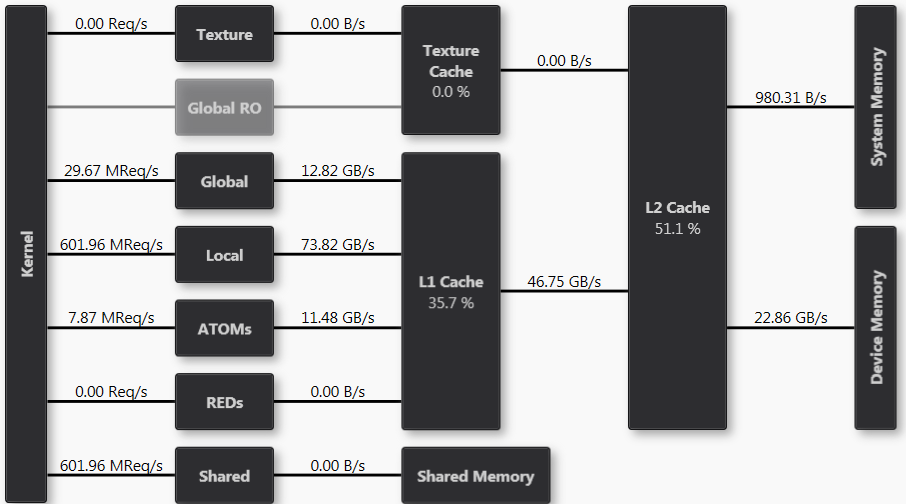 0.00 Req/s
Texture
0.00 B/s
Texture
Cache
0.0 %
0.00 B/s
Global RO
980.31 B/s
System Memory
29.67 MReq/s
Global
12.82 GB/s
L2 Cache
51.1 %
Kernel
601.96 MReq/s
Local
73.82 GB/s
L1 Cache
35.7 %
46.75 GB/s
7.87 MReq/s
ATOMs
11.48 GB/s
22.86 GB/s
Device Memory
0.00 Req/s
REDs
0.00 B/s
601.96 MReq/s
Shared
0.00 B/s
Shared Memory